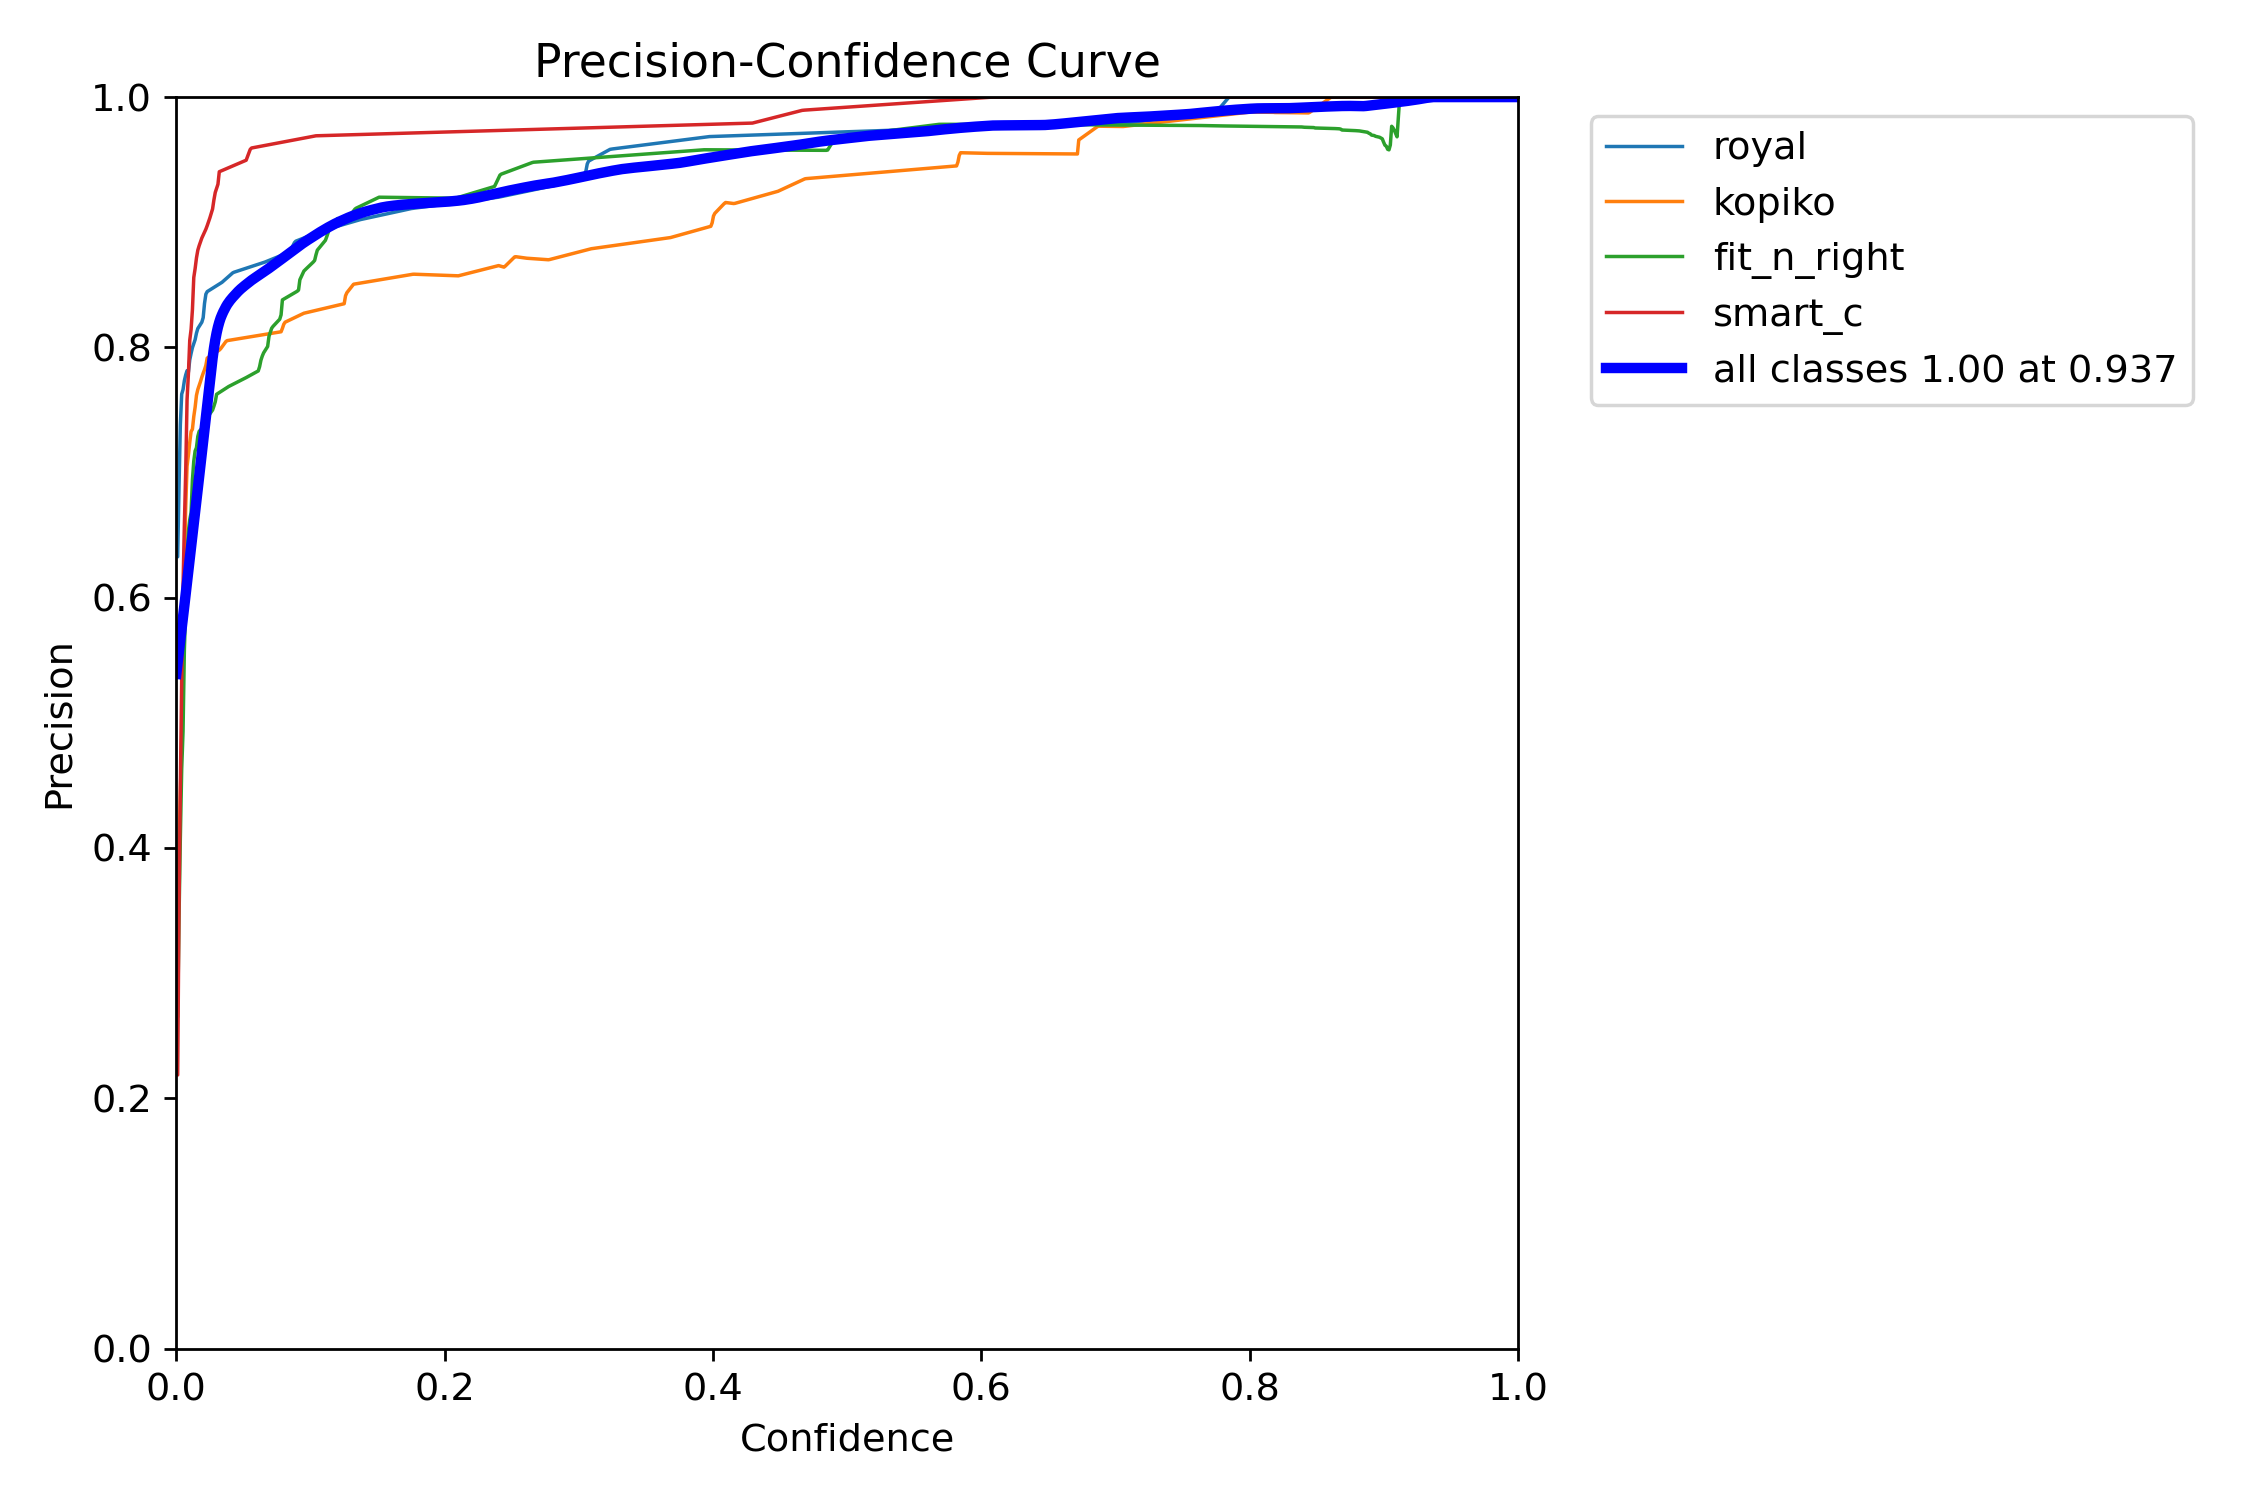 Precision-Confidence Curve
1.0
0.8
0.6
0.4
0.2
0.0
Precision
0.0 0.2 0.4 0.6 0.8 1.0
Confidence
royal
kopiko
fit_n_right
smart_c
all classes 1.00 at 0.937